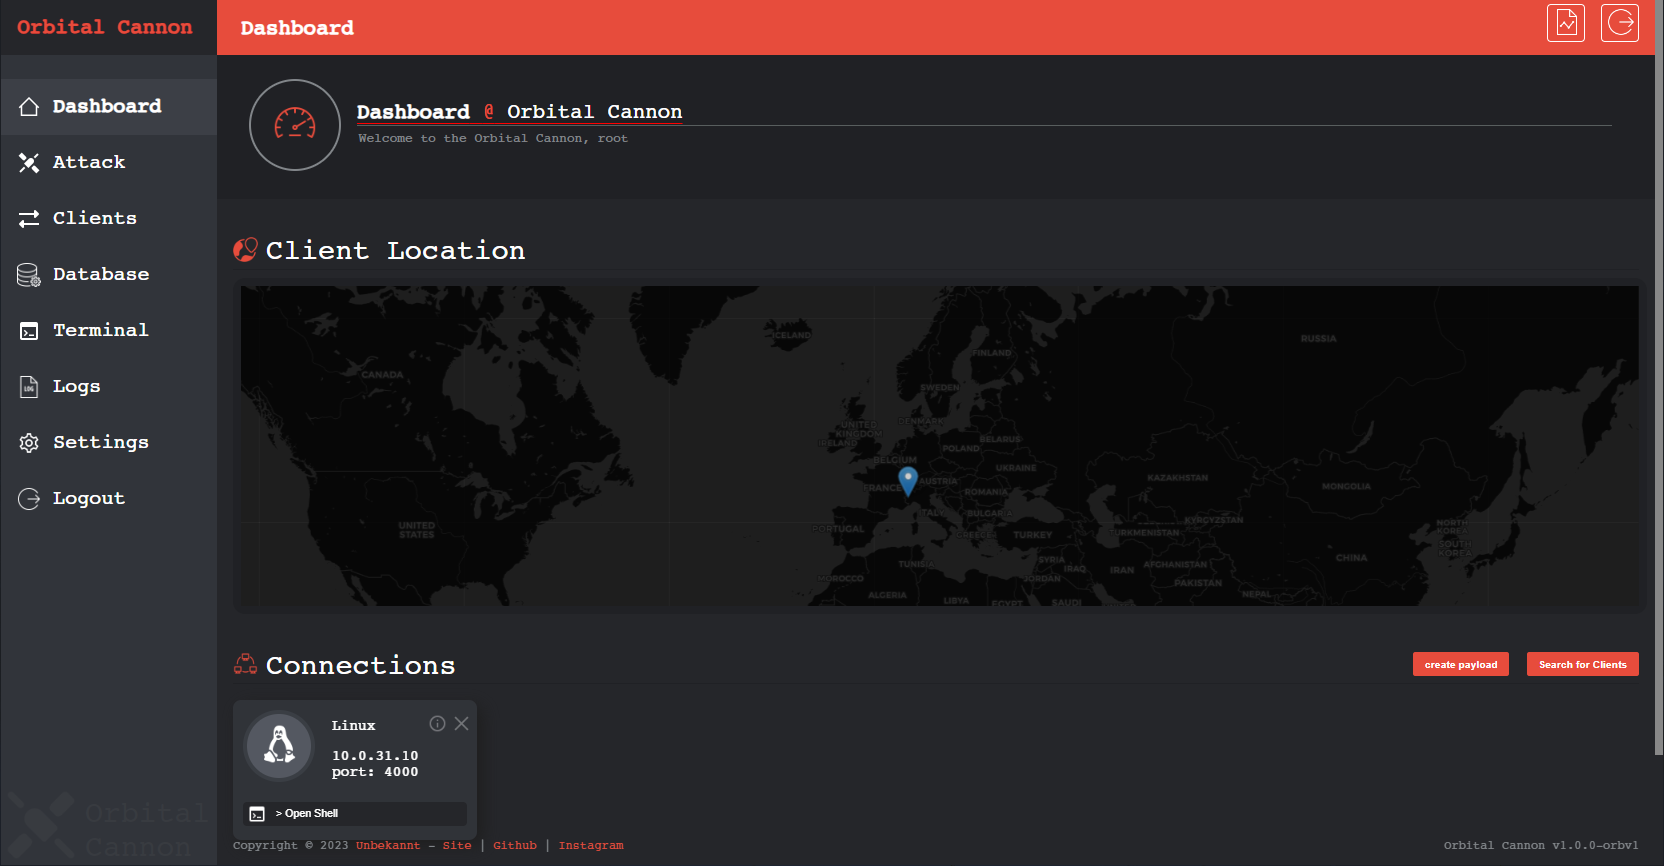 Orbital Cannon
Dashboard
Dashboard
Attack
Clients
Database
Terminal
LOG
Logs
Settings
Logout
Orbital
Cannon
Dashboard @ Orbital Cannon
Welcome to the Orbital Cannon, root
Client Location
ICELAND
RUSSIA
FINLAND
CANADA
SWEDEN
DENMARK
UNITED
KINGDOM
IRELAND
BELARUS
POLAND
BELGIUM
UKRAINE
KAZAKHSTAN
AUSTRIA
FRANCE
MONGOLIA
ROMANIA
ITALY
BULGARIA
KYRGYZSTAN
UNITED
STATES
PORTUGAL
GREECE
TURKEY
TURKMENISTAN
NORTH
KOREA
SOUTH
KOREA
CHINA
TUNISIA
SYRIA
IRAQ
IRAN
AFGHANISTAN
MOROCCO
JORDAN
PAKISTAN
ALGERIA
LIBYA
EGYPT
SAUDI
NEPAL
Connections
create payload
Search for Clients
Linux
10.0.31.10
port: 4000
> Open Shell
Copyright © 2023 Unbekannt - Site | Github | Instagram
Orbital Cannon v1.0.0-orbv1